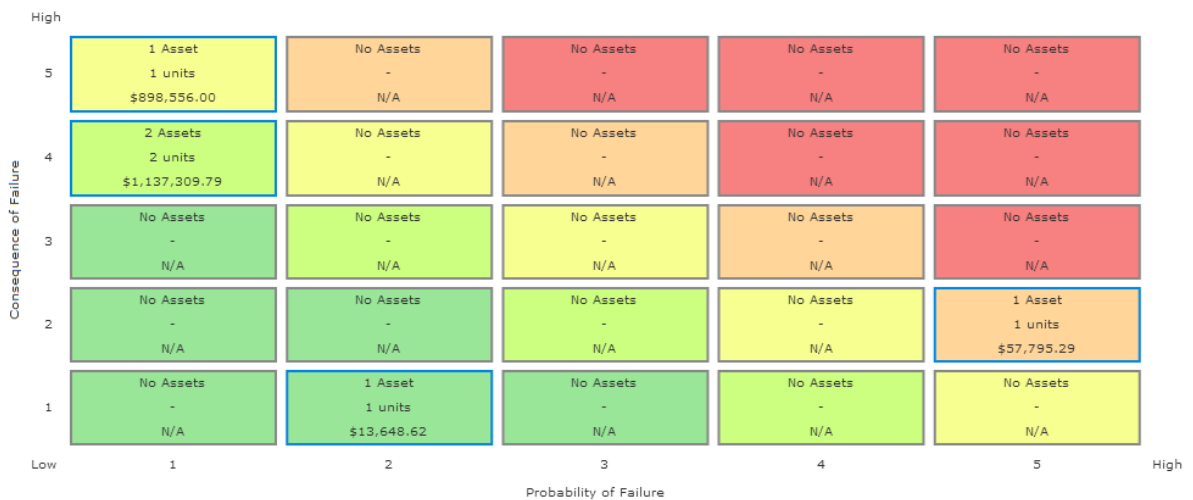 High
1 Asset
1 units
$898,556.00
No Assets
-
N/A
No Assets
-
N/A
No Assets
-
N/A
No Assets
-
N/A
5
2 Assets
2 units
$1,137,309.79
No Assets
-
N/A
No Assets
-
N/A
No Assets
-
N/A
No Assets
-
N/A
4
Consequence of Failure
No Assets
-
N/A
No Assets
-
N/A
No Assets
-
N/A
No Assets
-
N/A
No Assets
-
N/A
3
No Assets
-
N/A
No Assets
-
N/A
No Assets
-
N/A
No Assets
-
N/A
1 Asset
1 units
$57,795.29
2
No Assets
-
N/A
1 Asset
1 units
$13,648.62
No Assets
-
N/A
No Assets
-
N/A
No Assets
-
N/A
1
Low
1
2
3
4
5
High
Probability of Failure